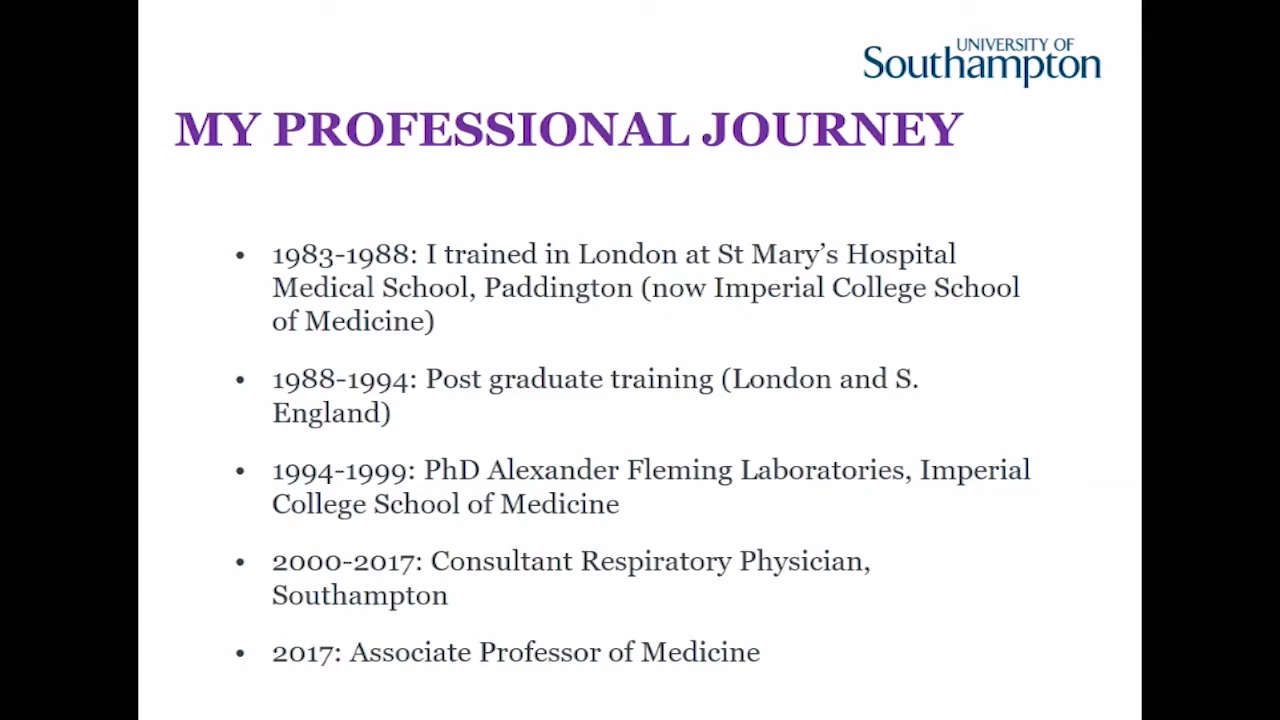 UNIVERSITY OF
Southampton
MY PROFESSIONAL JOURNEY
• 1983-1988: I trained in London at St Mary’s Hospital
Medical School, Paddington (now Imperial College School
of Medicine)
• 1988-1994: Post graduate training (London and S.
England)
• 1994-1999: PhD Alexander Fleming Laboratories, Imperial
College School of Medicine
• 2000-2017: Consultant Respiratory Physician,
Southampton
• 2017: Associate Professor of Medicine